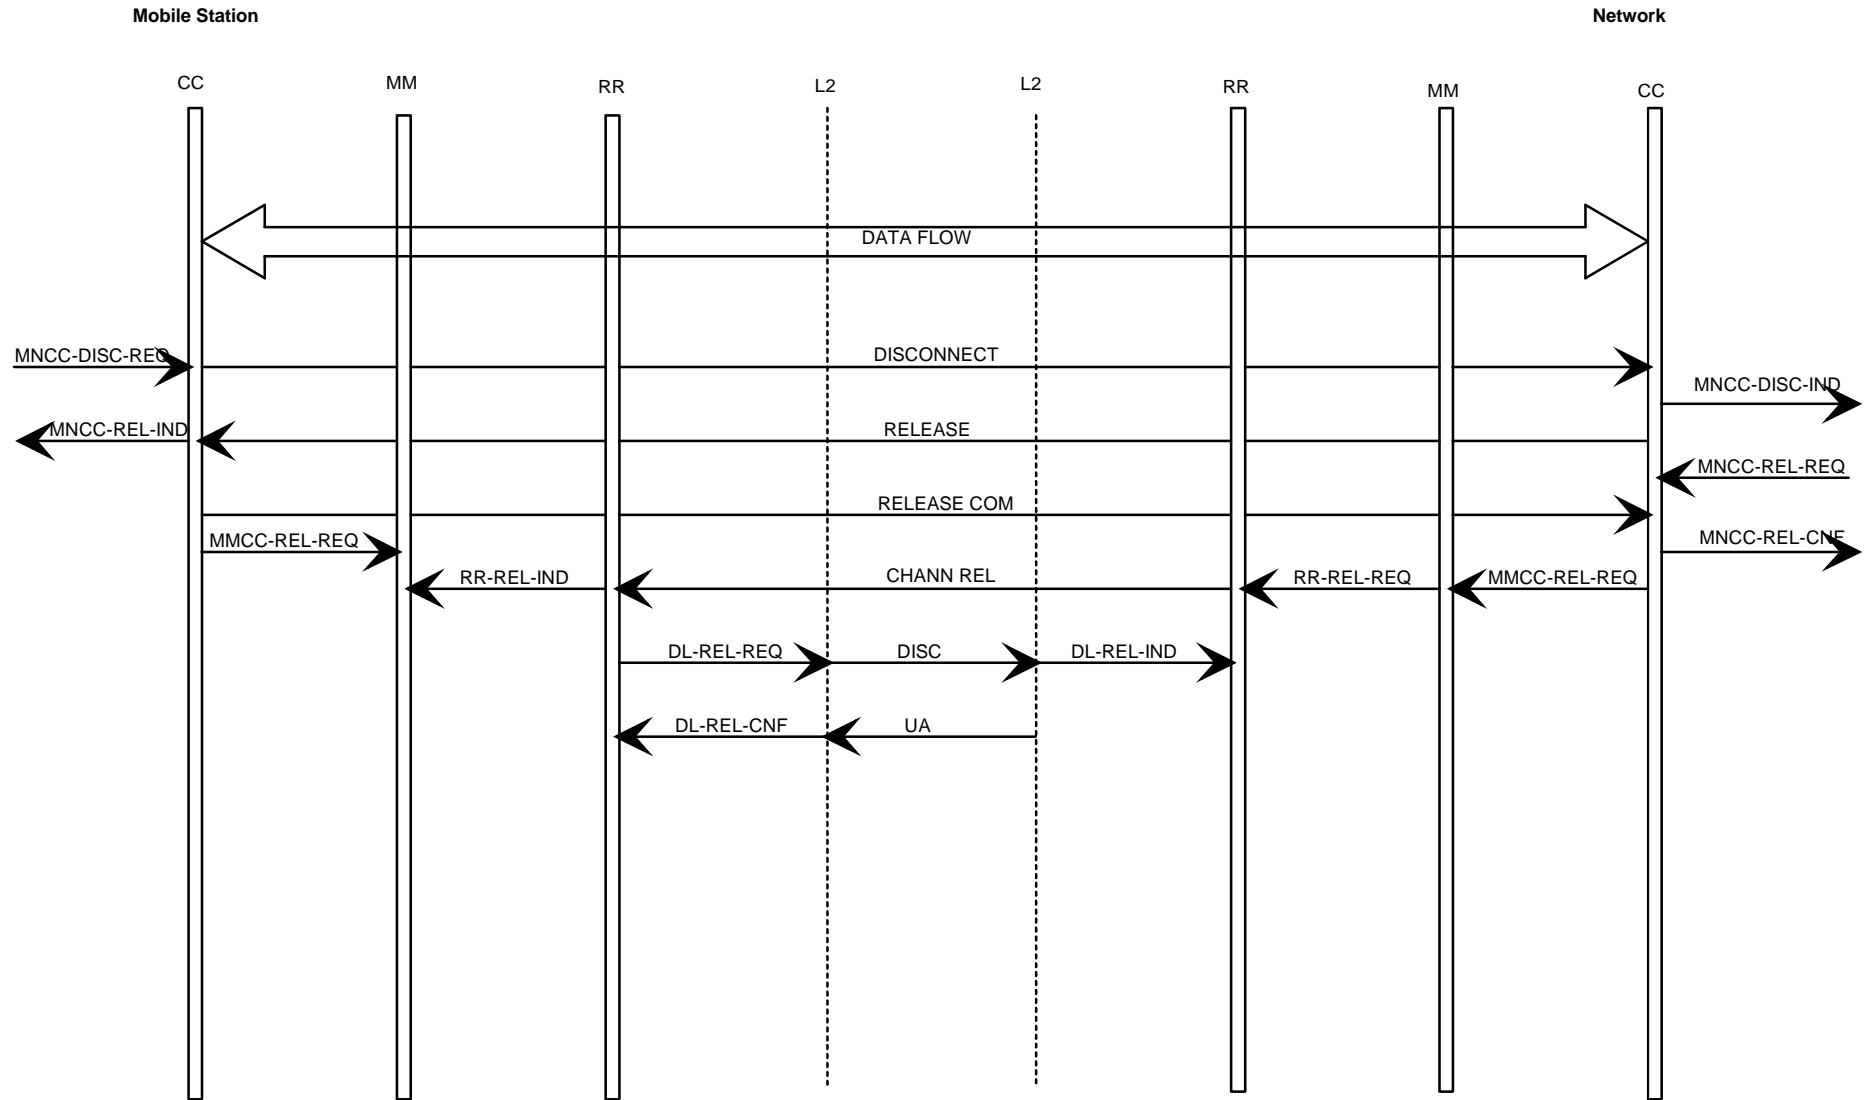 Mobile Station
Network
CC
MM
RR
L2
L2
RR
MM
CC
DATA FLOW
MNCC-DISC-REQ
DISCONNECT
MNCC-DISC-IND
MNCC-REL-IND
RELEASE
MNCC-REL-REQ
RELEASE COM
MMCC-REL-REQ
MNCC-REL-CNF
RR-REL-IND
CHANN REL
RR-REL-REQ
MMCC-REL-REQ
DL-REL-REQ
DISC
DL-REL-IND
DL-REL-CNF
UA